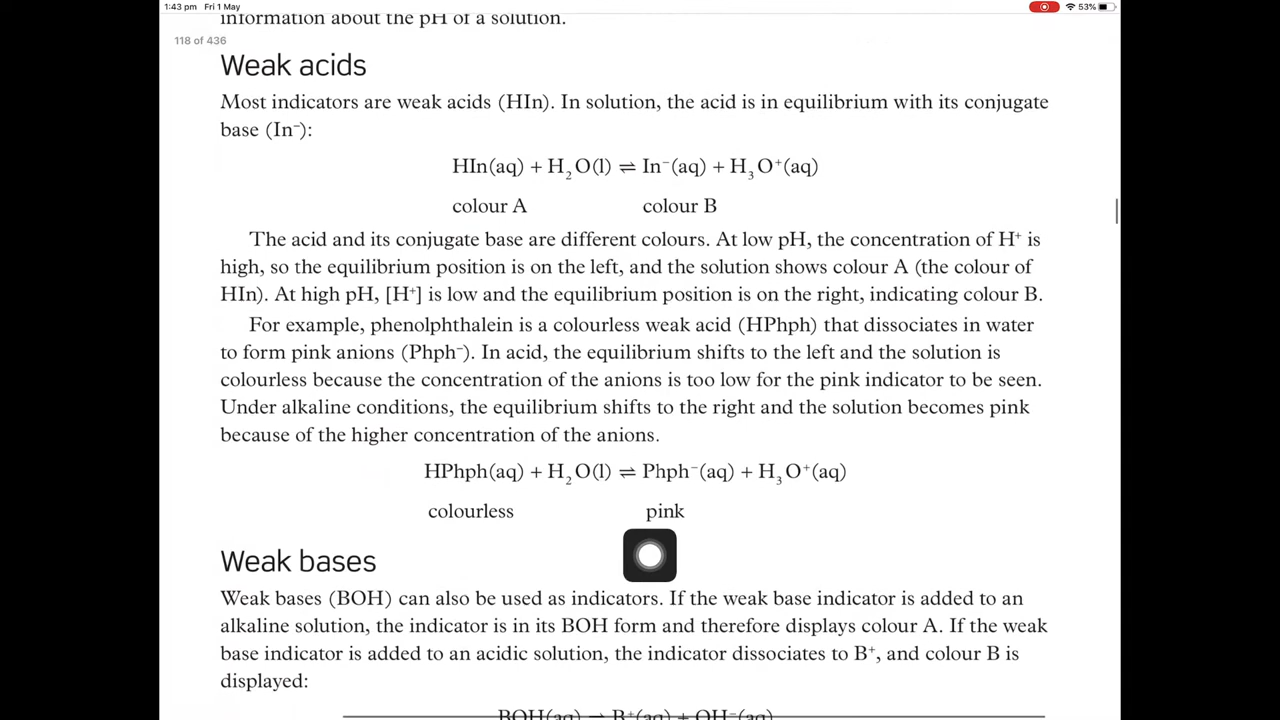 1:43 pm Fri 1 May 53%
information about the pH of a solution.
118 of 436
Weak acids
Most indicators are weak acids (HIn). In solution, the acid is in equilibrium with its conjugate
base (In⁻):
HIn(aq) + H₂O(l) ⇌ In⁻(aq) + H₃O⁺(aq)
colour A colour B
The acid and its conjugate base are different colours. At low pH, the concentration of H⁺ is
high, so the equilibrium position is on the left, and the solution shows colour A (the colour of
HIn). At high pH, [H⁺] is low and the equilibrium position is on the right, indicating colour B.
For example, phenolphthalein is a colourless weak acid (HPhph) that dissociates in water
to form pink anions (Phph⁻). In acid, the equilibrium shifts to the left and the solution is
colourless because the concentration of the anions is too low for the pink indicator to be seen.
Under alkaline conditions, the equilibrium shifts to the right and the solution becomes pink
because of the higher concentration of the anions.
HPhph(aq) + H₂O(l) ⇌ Phph⁻(aq) + H₃O⁺(aq)
colourless pink
Weak bases
Weak bases (BOH) can also be used as indicators. If the weak base indicator is added to an
alkaline solution, the indicator is in its BOH form and therefore displays colour A. If the weak
base indicator is added to an acidic solution, the indicator dissociates to B⁺, and colour B is
displayed:
BOH(aq) ⇌ B⁺(aq) + OH⁻(aq)